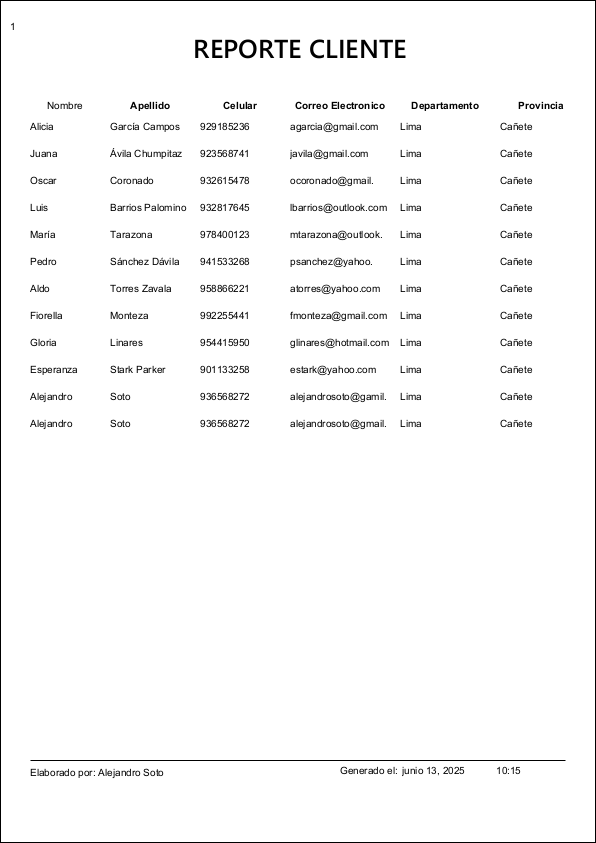 1
REPORTE CLIENTE
Nombre Apellido Celular Correo Electronico Departamento Provincia
Alicia García Campos 929185236 agarcia@gmail.com Lima Cañete
Juana Ávila Chumpitaz 923568741 javila@gmail.com Lima Cañete
Oscar Coronado 932615478 ocoronado@gmail. Lima Cañete
Luis Barrios Palomino 932817645 lbarrios@outlook.com Lima Cañete
María Tarazona 978400123 mtarazona@outlook. Lima Cañete
Pedro Sánchez Dávila 941533268 psanchez@yahoo. Lima Cañete
Aldo Torres Zavala 958866221 atorres@yahoo.com Lima Cañete
Fiorella Monteza 992255441 fmonteza@gmail.com Lima Cañete
Gloria Linares 954415950 glinares@hotmail.com Lima Cañete
Esperanza Stark Parker 901133258 estark@yahoo.com Lima Cañete
Alejandro Soto 936568272 alejandrosoto@gamil. Lima Cañete
Alejandro Soto 936568272 alejandrosoto@gmail. Lima Cañete
Elaborado por: Alejandro Soto Generado el: junio 13, 2025 10:15